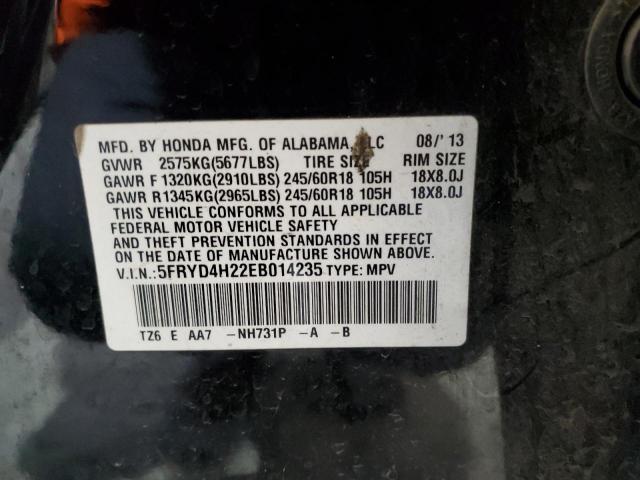 MFD. BY HONDA MFG. OF ALABAMA, LLC 08/'13
GVWR 2575KG(5677LBS) TIRE SIZE RIM SIZE
GAWR F 1320KG(2910LBS) 245/60R18 105H 18X8.0J
GAWR R 1345KG(2965LBS) 245/60R18 105H 18X8.0J
THIS VEHICLE CONFORMS TO ALL APPLICABLE
FEDERAL MOTOR VEHICLE SAFETY
AND THEFT PREVENTION STANDARDS IN EFFECT
ON THE DATE OF MANUFACTURE SHOWN ABOVE.
V.I.N.: 5FRYD4H22EB014235 TYPE: MPV
TZ6 E AA7 -NH731P -A -B